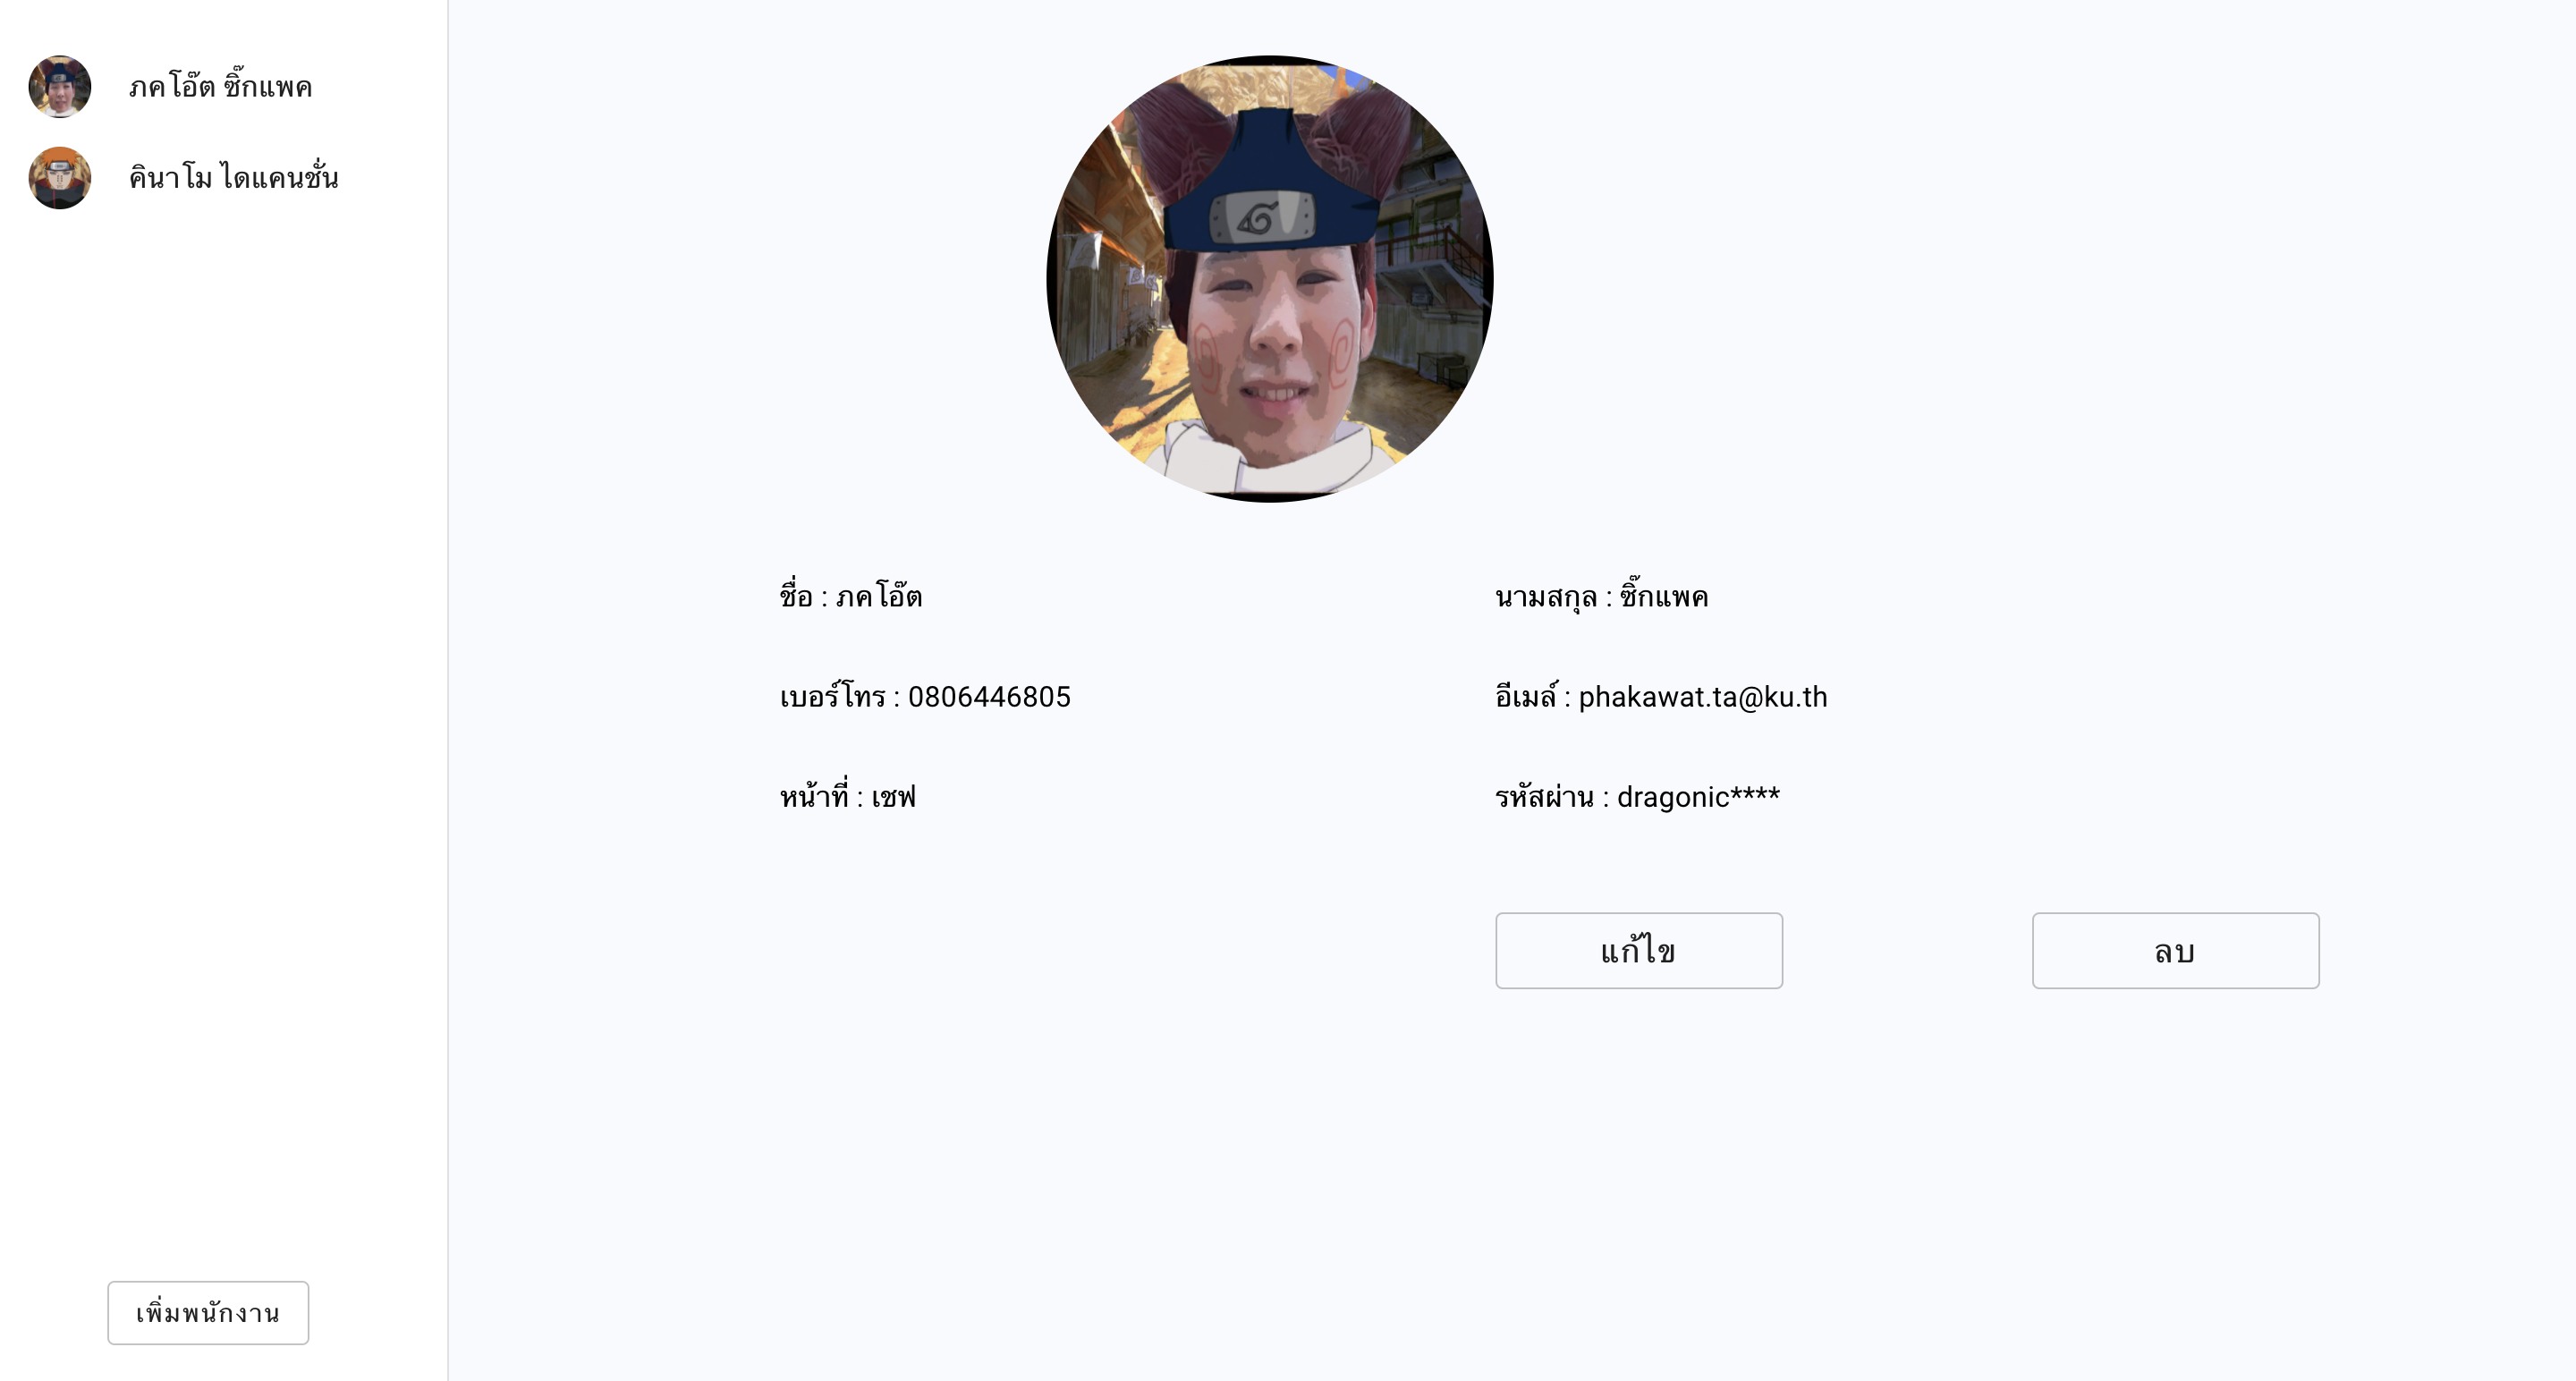 ภคโอ๊ต ซิ๊กแพค
คินาโม ไดแคนชั่น
ชื่อ : ภคโอ๊ต
นามสกุล : ซิ๊กแพค
เบอร์โทร : 0806446805
อีเมล์ : phakawat.ta@ku.th
หน้าที่ : เชฟ
รหัสผ่าน : dragonic****
แก้ไข
ลบ
เพิ่มพนักงาน